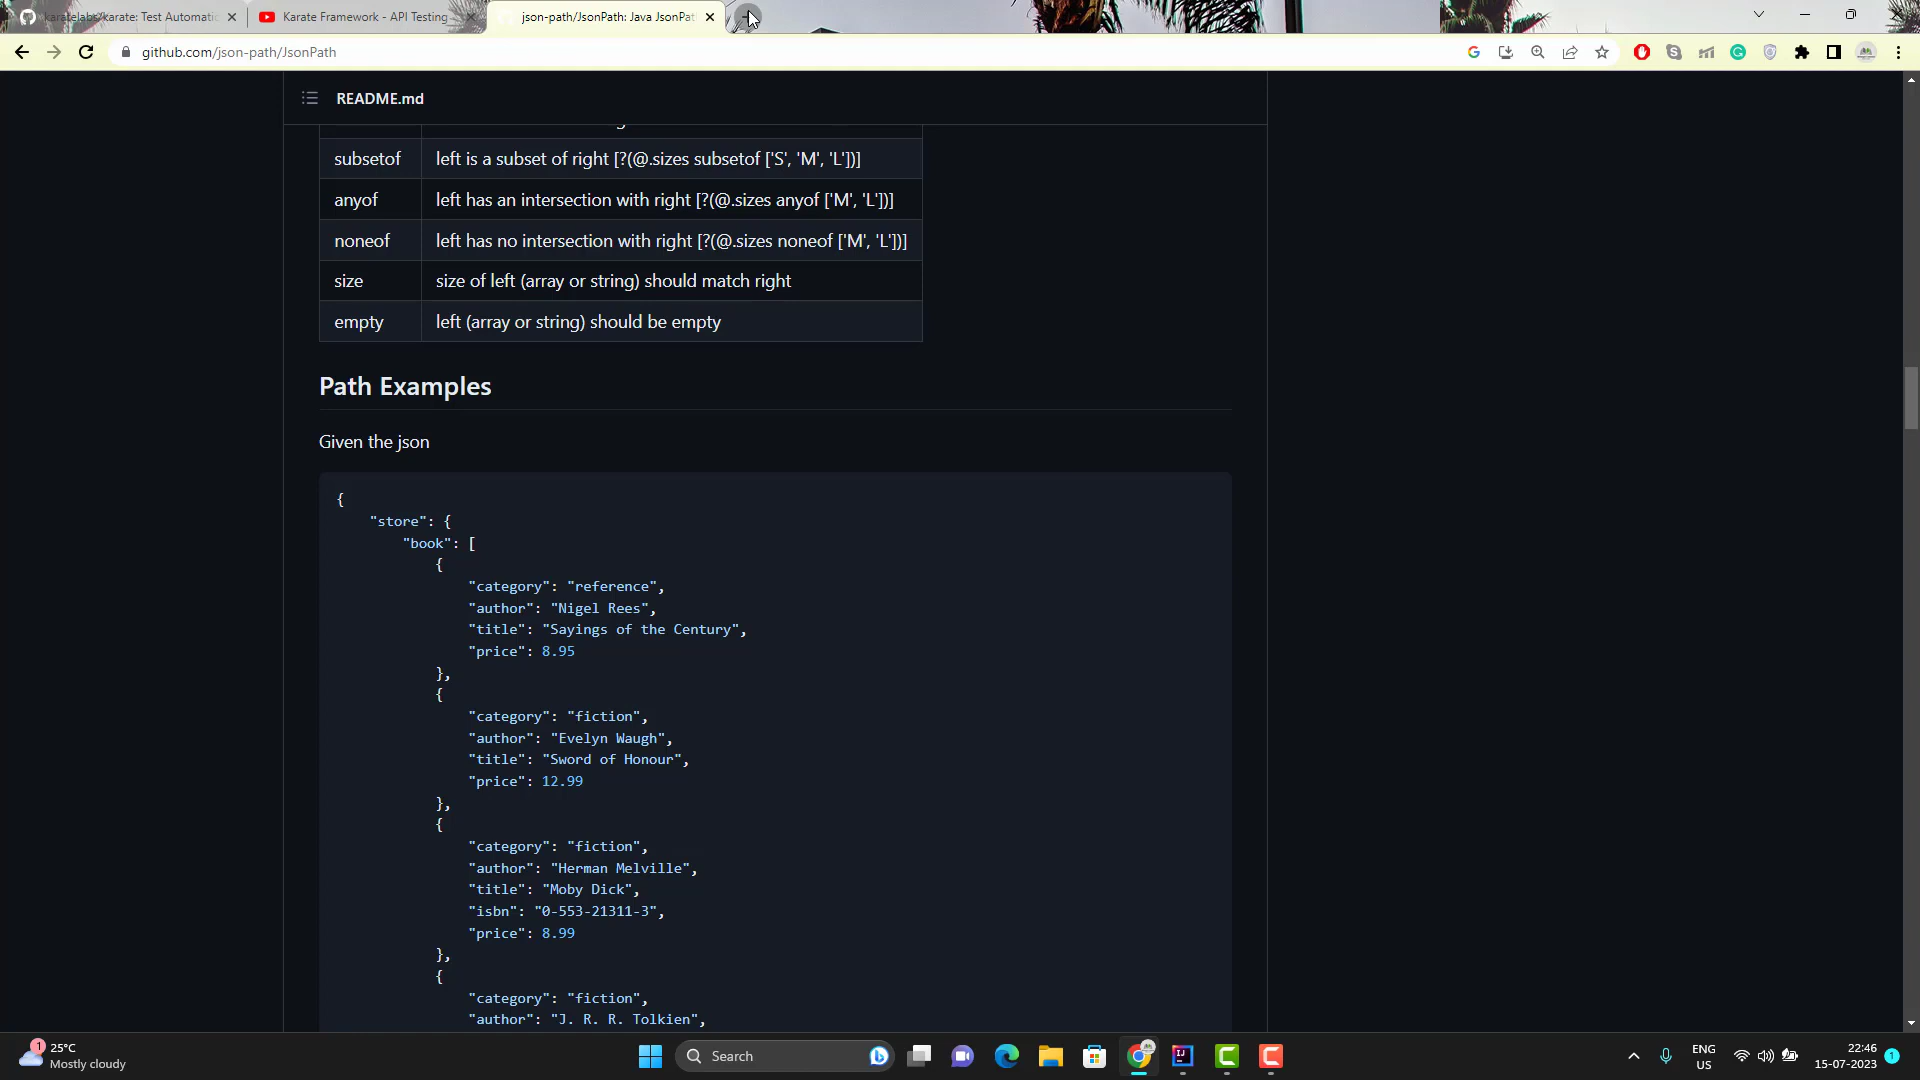 karatelabs/karate: Test Automatic
Karate Framework - API Testing
json-path/JsonPath: Java JsonPat
github.com/json-path/JsonPath
README.md
subsetof left is a subset of right [?(@.sizes subsetof ['S', 'M', 'L'])]
anyof left has an intersection with right [?(@.sizes anyof ['M', 'L'])]
noneof left has no intersection with right [?(@.sizes noneof ['M', 'L'])]
size size of left (array or string) should match right
empty left (array or string) should be empty
Path Examples
Given the json
{
"store": {
"book": [
{
"category": "reference",
"author": "Nigel Rees",
"title": "Sayings of the Century",
"price": 8.95
},
{
"category": "fiction",
"author": "Evelyn Waugh",
"title": "Sword of Honour",
"price": 12.99
},
{
"category": "fiction",
"author": "Herman Melville",
"title": "Moby Dick",
"isbn": "0-553-21311-3",
"price": 8.99
},
{
"category": "fiction",
"author": "J. R. R. Tolkien",
1
25°C
Mostly cloudy
Search
ENG
US
22:46
15-07-2023
1